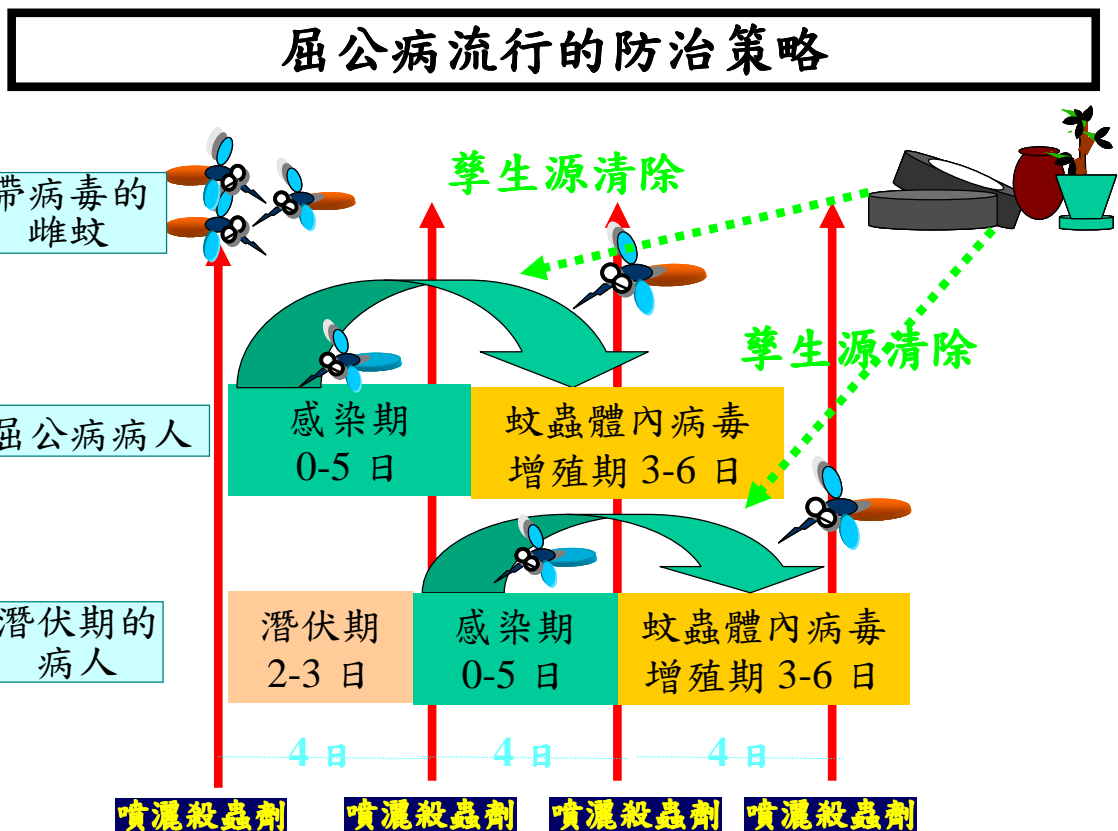 屈公病流行的防治策略
孳生源清除
帶病毒的
雌蚊
孳生源清除
屈公病病人
感染期
0-5 日
蚊蟲體內病毒
增殖期 3-6 日
潛伏期的
病人
潛伏期
2-3 日
感染期
0-5 日
蚊蟲體內病毒
增殖期 3-6 日
4 日
4 日
4 日
噴灑殺蟲劑
噴灑殺蟲劑
噴灑殺蟲劑
噴灑殺蟲劑